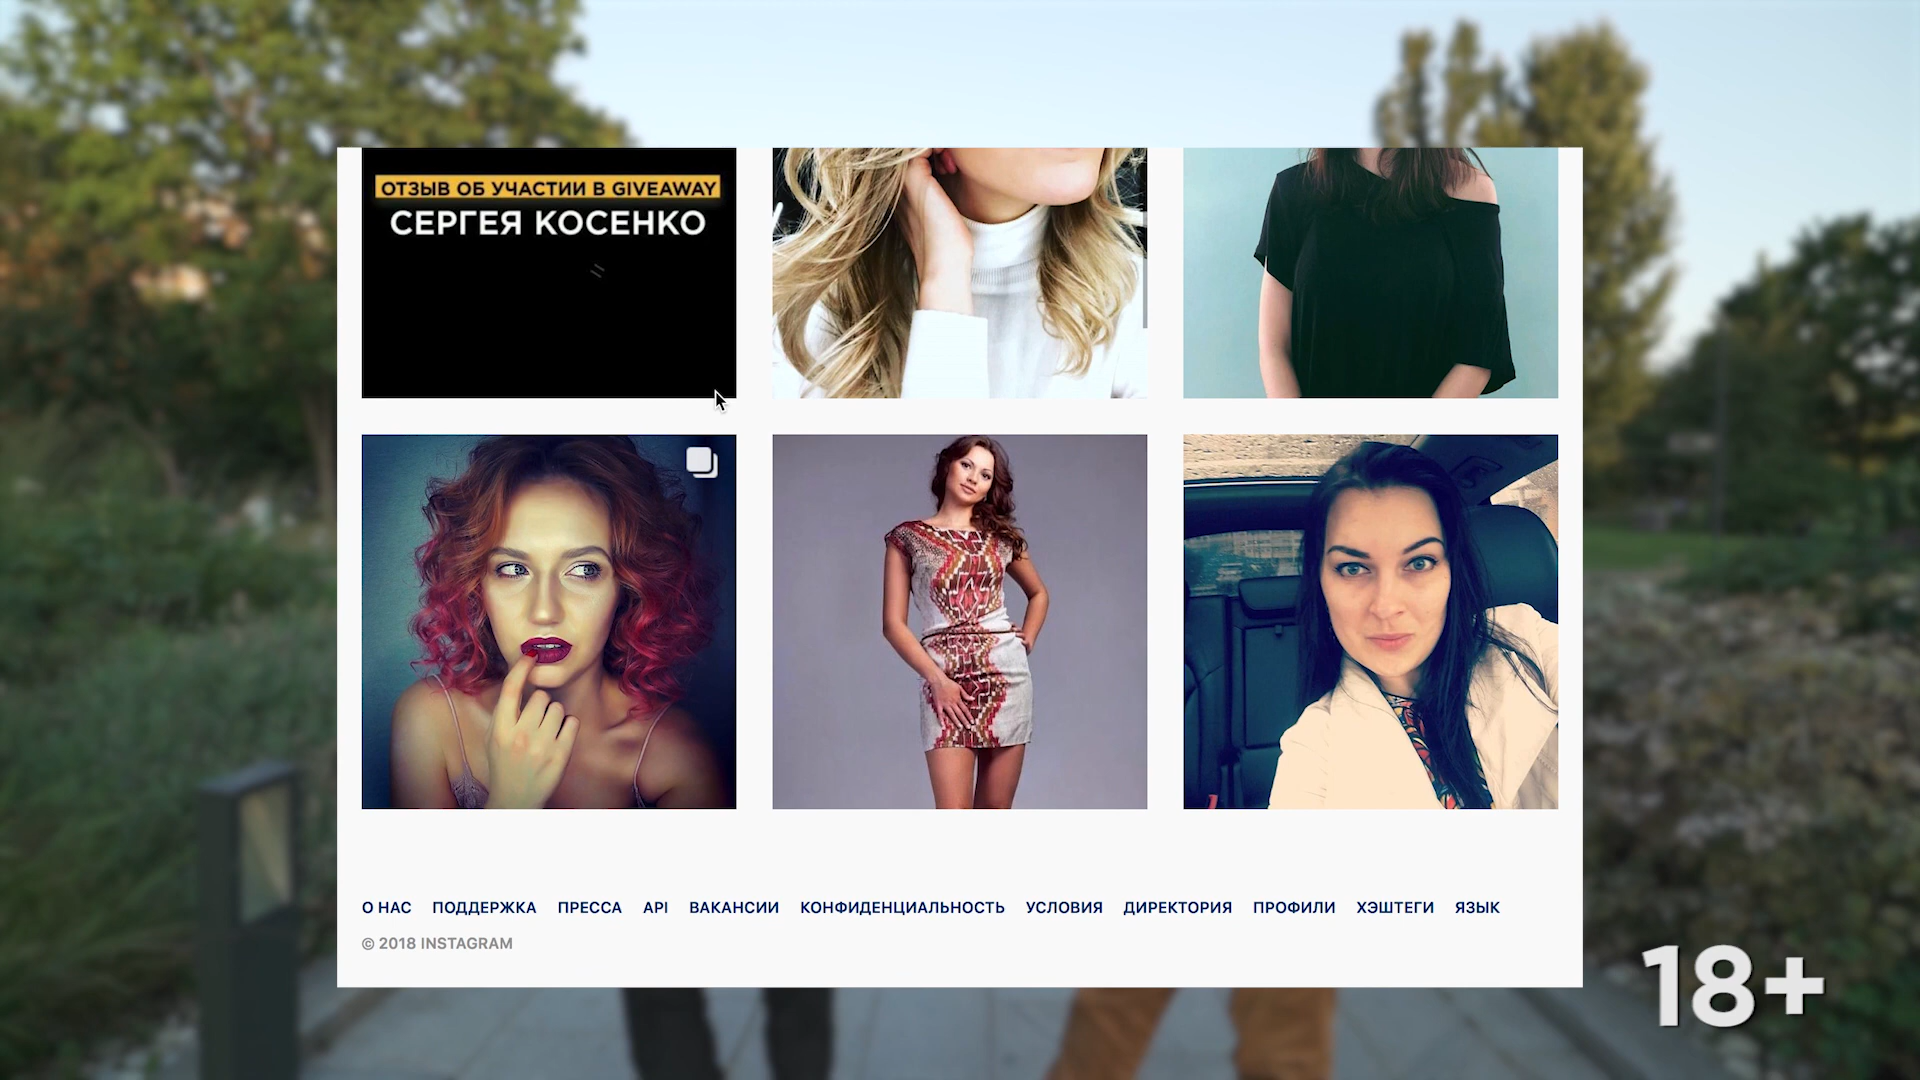 ОТЗЫВ ОБ УЧАСТИИ В GIVEAWAY
СЕРГЕЯ КОСЕНКО
О НАС ПОДДЕРЖКА ПРЕССА API ВАКАНСИИ КОНФИДЕНЦИАЛЬНОСТЬ УСЛОВИЯ ДИРЕКТОРИЯ ПРОФИЛИ ХЭШТЕГИ ЯЗЫК
© 2018 INSTAGRAM
18+